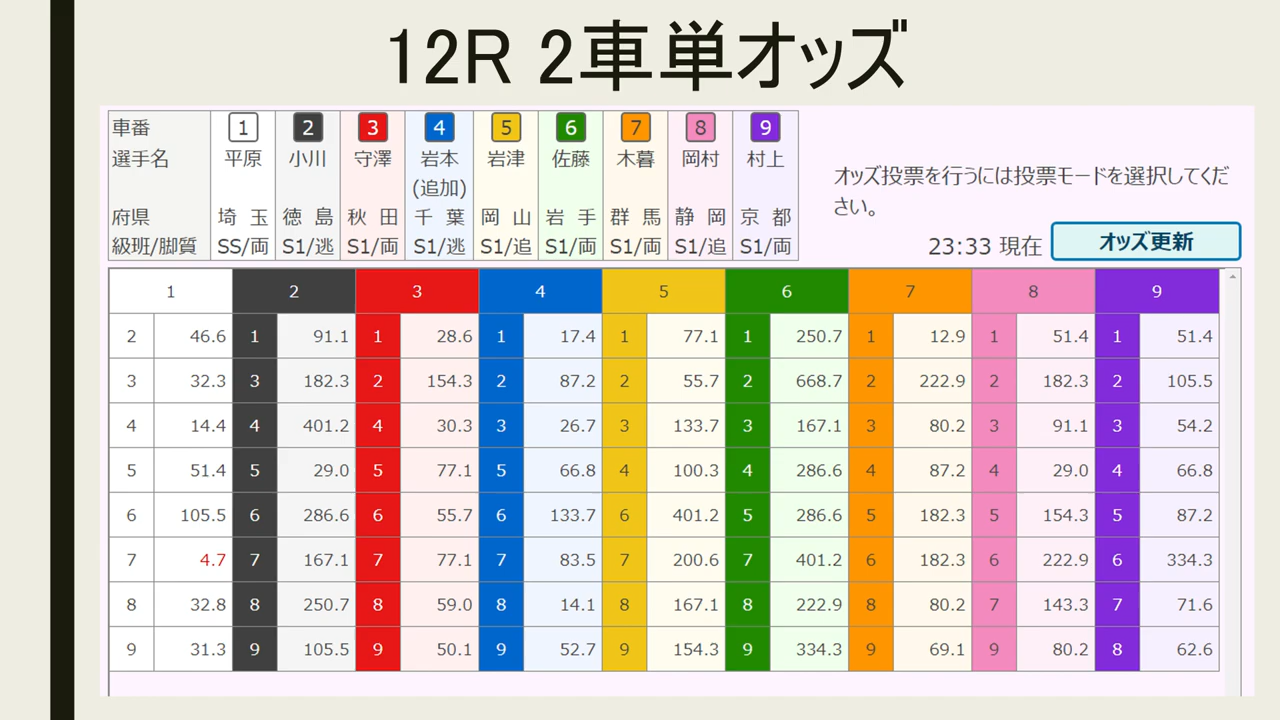 12R 2車単オッズ
車番 1 2 3 4 5 6 7 8 9
選手名 平原 小川 守澤 岩本 岩津 佐藤 木暮 岡村 村上
(追加)
府県 埼 玉 徳 島 秋 田 千 葉 岡 山 岩 手 群 馬 静 岡 京 都
級班/脚質 SS/両 S1/逃 S1/両 S1/逃 S1/追 S1/両 S1/両 S1/追 S1/両
オッズ投票を行うには投票モードを選択してくだ
さい。
23:33 現在 オッズ更新
1 2 3 4 5 6 7 8 9
2 46.6 1 91.1 1 28.6 1 17.4 1 77.1 1 250.7 1 12.9 1 51.4 1 51.4
3 32.3 3 182.3 2 154.3 2 87.2 2 55.7 2 668.7 2 222.9 2 182.3 2 105.5
4 14.4 4 401.2 4 30.3 3 26.7 3 133.7 3 167.1 3 80.2 3 91.1 3 54.2
5 51.4 5 29.0 5 77.1 5 66.8 4 100.3 4 286.6 4 87.2 4 29.0 4 66.8
6 105.5 6 286.6 6 55.7 6 133.7 6 401.2 5 286.6 5 182.3 5 154.3 5 87.2
7 4.7 7 167.1 7 77.1 7 83.5 7 200.6 7 401.2 6 182.3 6 222.9 6 334.3
8 32.8 8 250.7 8 59.0 8 14.1 8 167.1 8 222.9 8 80.2 7 143.3 7 71.6
9 31.3 9 105.5 9 50.1 9 52.7 9 154.3 9 334.3 9 69.1 9 80.2 8 62.6